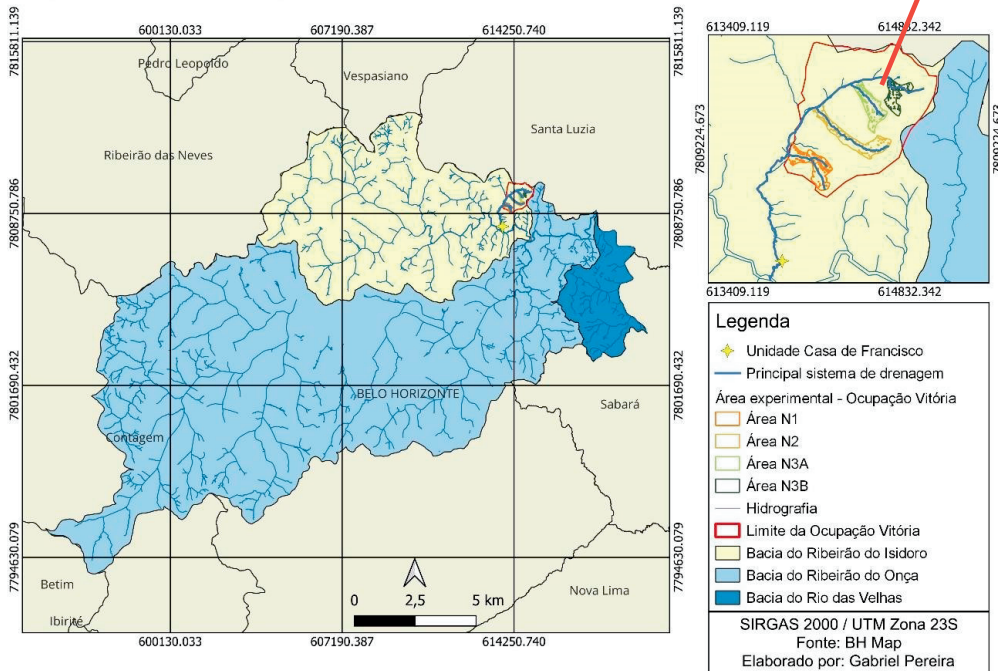 600130.033 607190.387 614250.740
7815811.139 7815811.139
Pedro Leopoldo
Vespasiano
Santa Luzia
Ribeirão das Neves
7808750.786 7808750.786
BELO HORIZONTE
Sabará
7801690.432 7801690.432
Contagem
7794630.079 7794630.079
Betim
Nova Lima
Ibirité
0 2,5 5 km
600130.033 607190.387 614250.740
613409.119 614832.342
7809224.673 7809224.673
613409.119 614832.342
Legenda
Unidade Casa de Francisco
Principal sistema de drenagem
Área experimental - Ocupação Vitória
Área N1
Área N2
Área N3A
Área N3B
Hidrografia
Limite da Ocupação Vitória
Bacia do Ribeirão do Isidoro
Bacia do Ribeirão do Onça
Bacia do Rio das Velhas
SIRGAS 2000 / UTM Zona 23S
Fonte: BH Map
Elaborado por: Gabriel Pereira